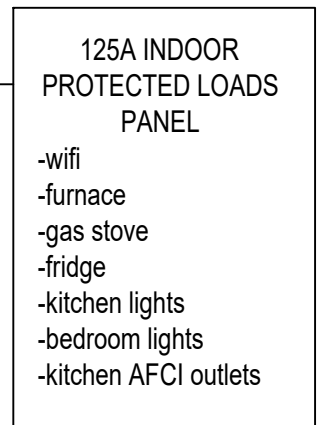 125A INDOOR
PROTECTED LOADS
PANEL
-wifi
-furnace
-gas stove
-fridge
-kitchen lights
-bedroom lights
-kitchen AFCI outlets